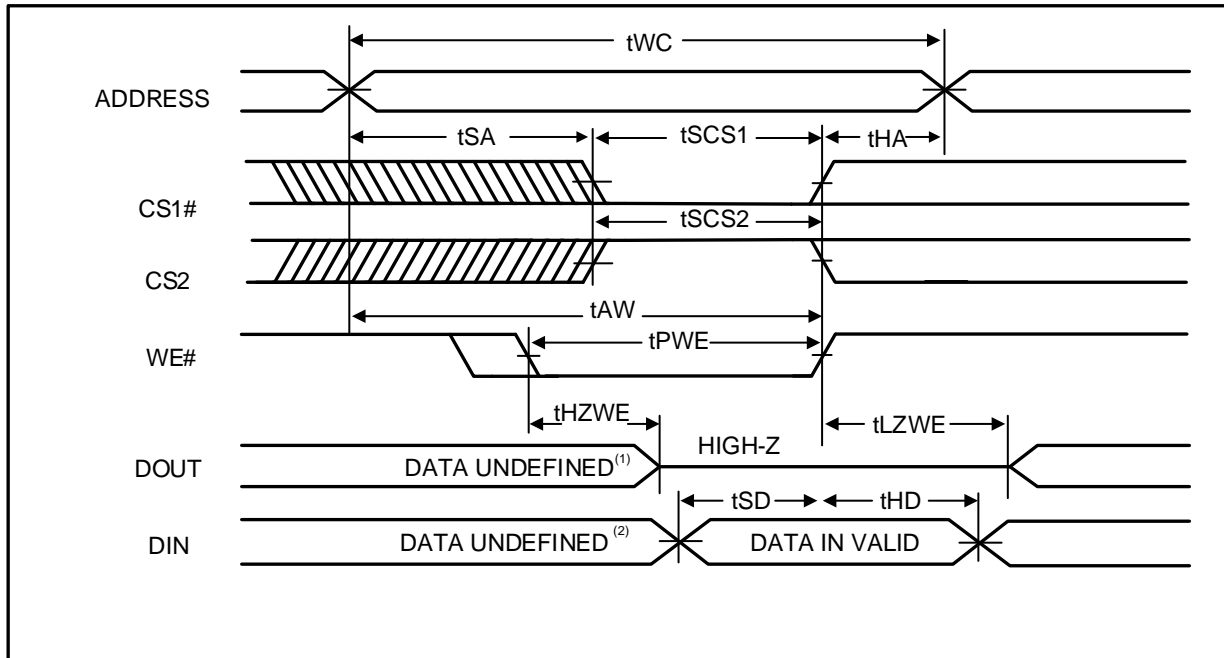 tWC
ADDRESS
tSA
tSCS1
tHA
CS1#
tSCS2
CS2
tAW
tPWE
WE#
tHZWE
tLZWE
HIGH-Z
DOUT
DATA UNDEFINED(1)
tSD
tHD
DIN
DATA UNDEFINED (2)
DATA IN VALID